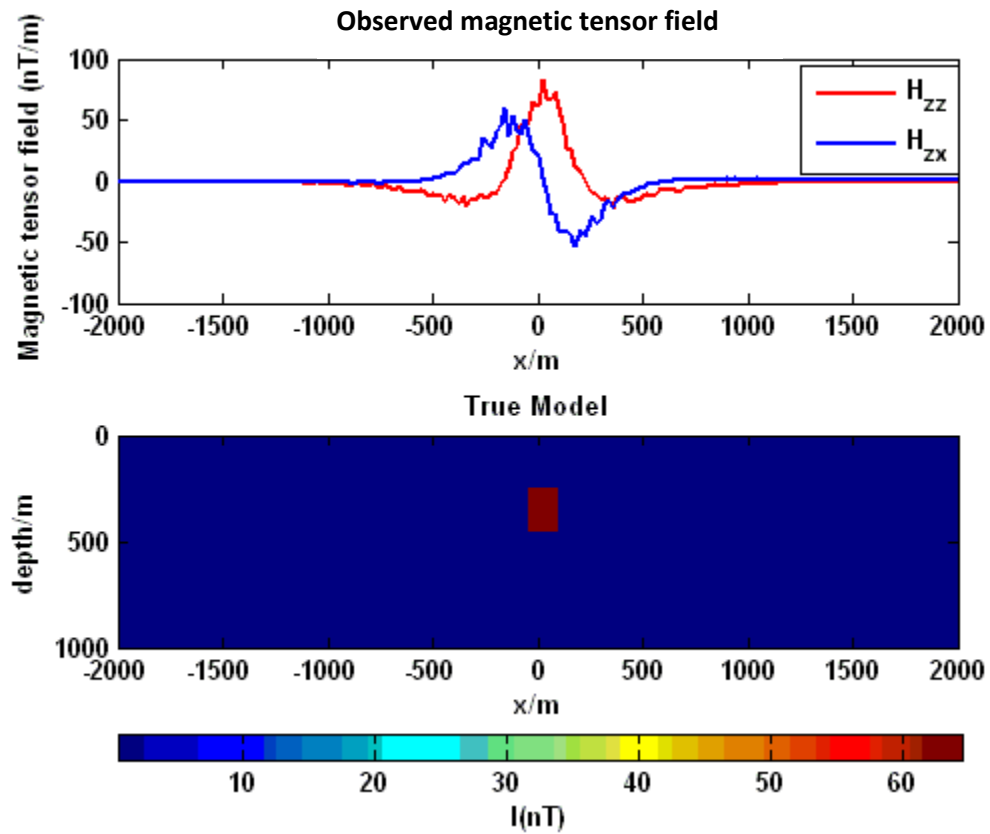 Observed magnetic tensor field
Magnetic tensor field (nT/m)
100
50
0
-50
-100
H_zz
H_zx
-2000 -1500 -1000 -500 0 500 1000 1500 2000
x/m
True Model
depth/m
0
500
1000
-2000 -1500 -1000 -500 0 500 1000 1500 2000
x/m
10 20 30 40 50 60
I(nT)